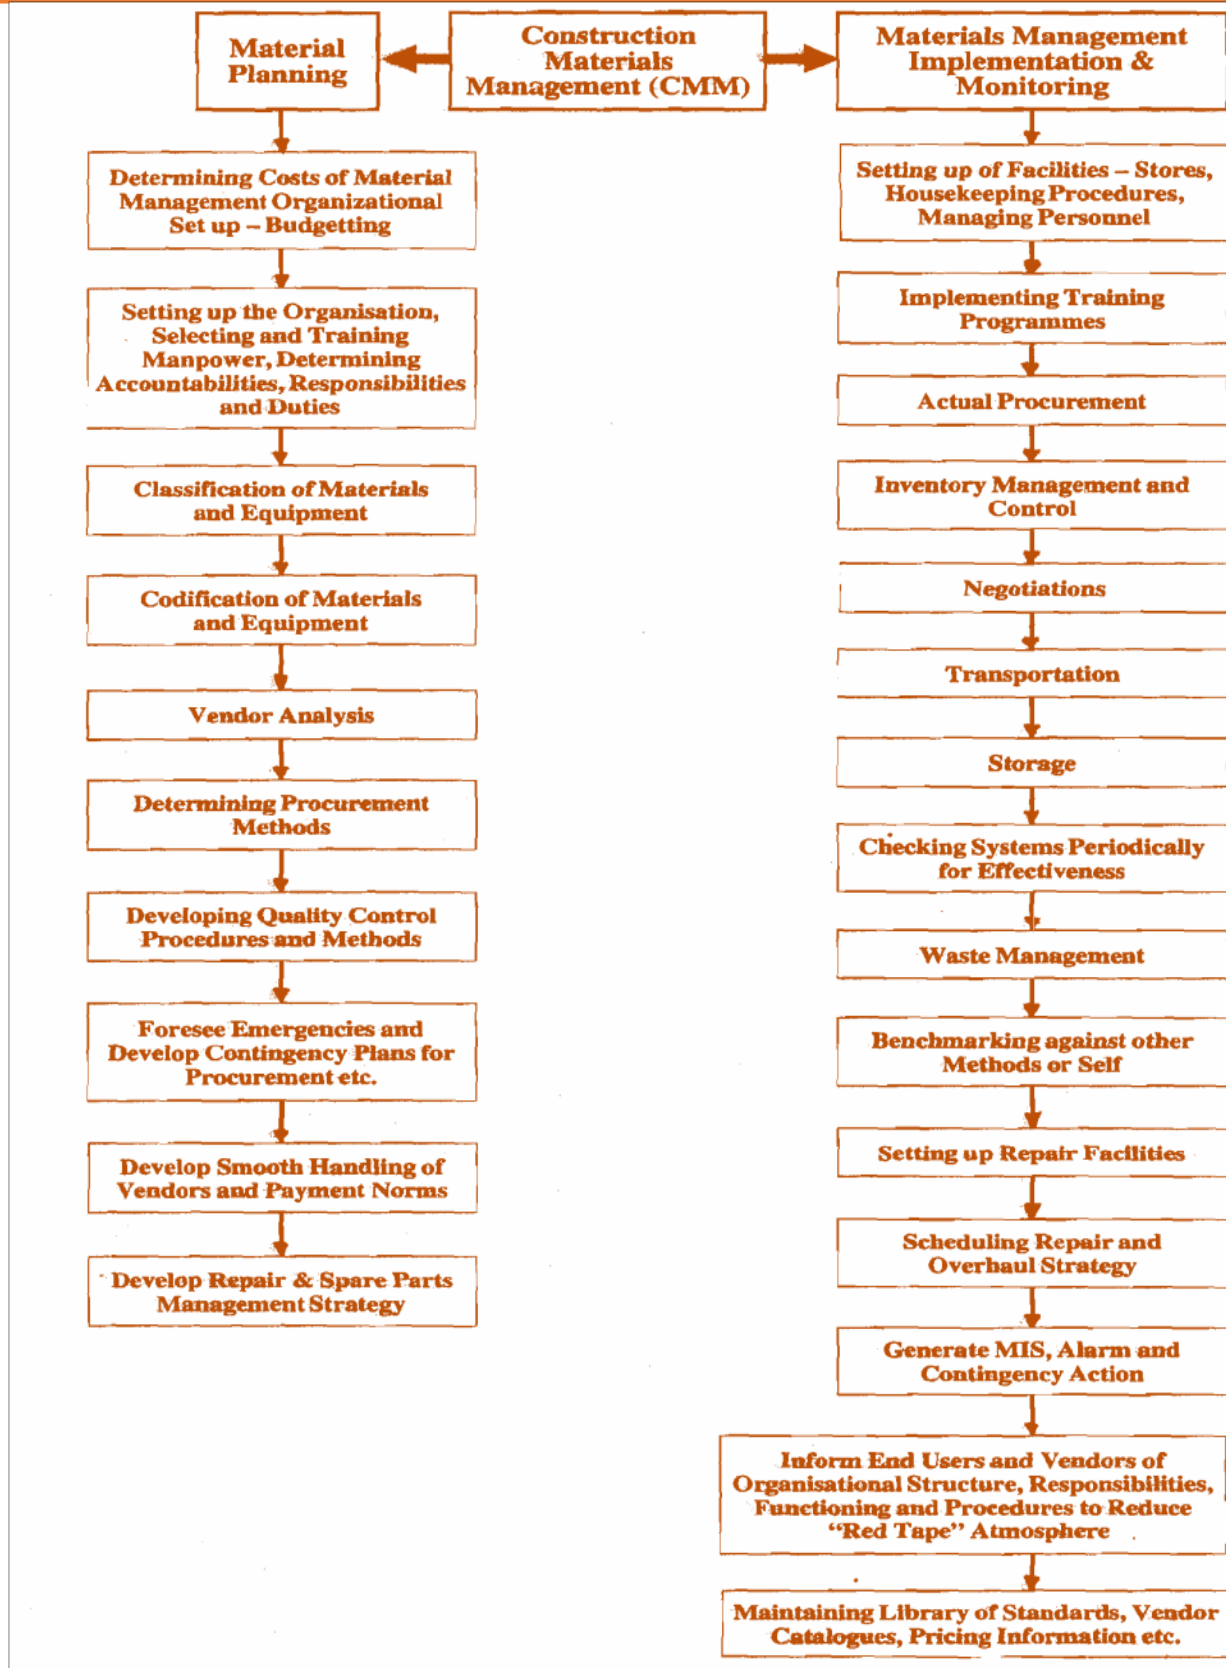 Material
Planning
Construction
Materials
Management (CMM)
Materials Management
Implementation &
Monitoring
Determining Costs of Material
Management Organizational
Set up – Budgetting
Setting up the Organisation,
Selecting and Training
Manpower, Determining
Accountabilities, Responsibilities
and Duties
Classification of Materials
and Equipment
Codification of Materials
and Equipment
Vendor Analysis
Determining Procurement
Methods
Developing Quality Control
Procedures and Methods
Foresee Emergencies and
Develop Contingency Plans for
Procurement etc.
Develop Smooth Handling of
Vendors and Payment Norms
Develop Repair & Spare Parts
Management Strategy
Setting up of Facilities – Stores,
Housekeeping Procedures,
Managing Personnel
Implementing Training
Programmes
Actual Procurement
Inventory Management and
Control
Negotiations
Transportation
Storage
Checking Systems Periodically
for Effectiveness
Waste Management
Benchmarking against other
Methods or Self
Setting up Repair Facilities
Scheduling Repair and
Overhaul Strategy
Generate MIS, Alarm and
Contingency Action
Inform End Users and Vendors of
Organisational Structure, Responsibilities,
Functioning and Procedures to Reduce
“Red Tape” Atmosphere
Maintaining Library of Standards, Vendor
Catalogues, Pricing Information etc.